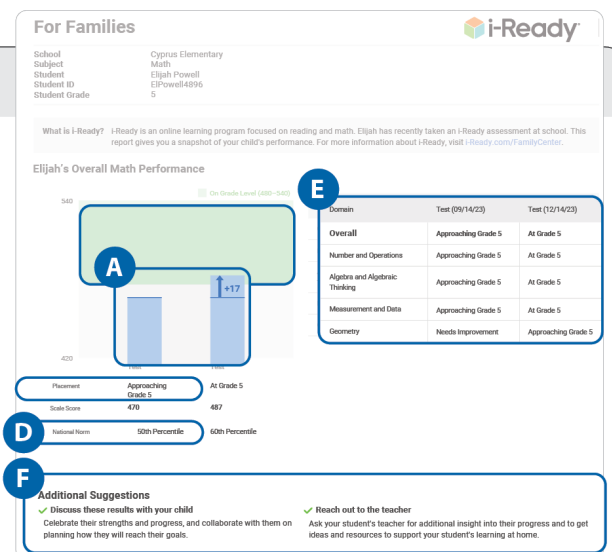 For Families
i-Ready
School Cyprus Elementary
Subject Math
Student Elijah Powell
Student ID ElPowell4896
Student Grade 5
What is i-Ready? i-Ready is an online learning program focused on reading and math. Elijah has recently taken an i-Ready assessment at school. This
report gives you a snapshot of your child's performance. For more information about i-Ready, visit i-Ready.com/FamilyCenter.
Elijah's Overall Math Performance
On Grade Level (480–540)
540
A
+17
420
Test Test
Placement Approaching Grade 5 At Grade 5
Scale Score 470 487
D
National Norm 50th Percentile 60th Percentile
E
Domain Test (09/14/23) Test (12/14/23)
Overall Approaching Grade 5 At Grade 5
Number and Operations Approaching Grade 5 At Grade 5
Algebra and Algebraic Thinking Approaching Grade 5 At Grade 5
Measurement and Data Approaching Grade 5 At Grade 5
Geometry Needs Improvement Approaching Grade 5
F
Additional Suggestions
Discuss these results with your child
Celebrate their strengths and progress, and collaborate with them on
planning how they will reach their goals.
Reach out to the teacher
Ask your student's teacher for additional insight into their progress and to get
ideas and resources to support your student's learning at home.